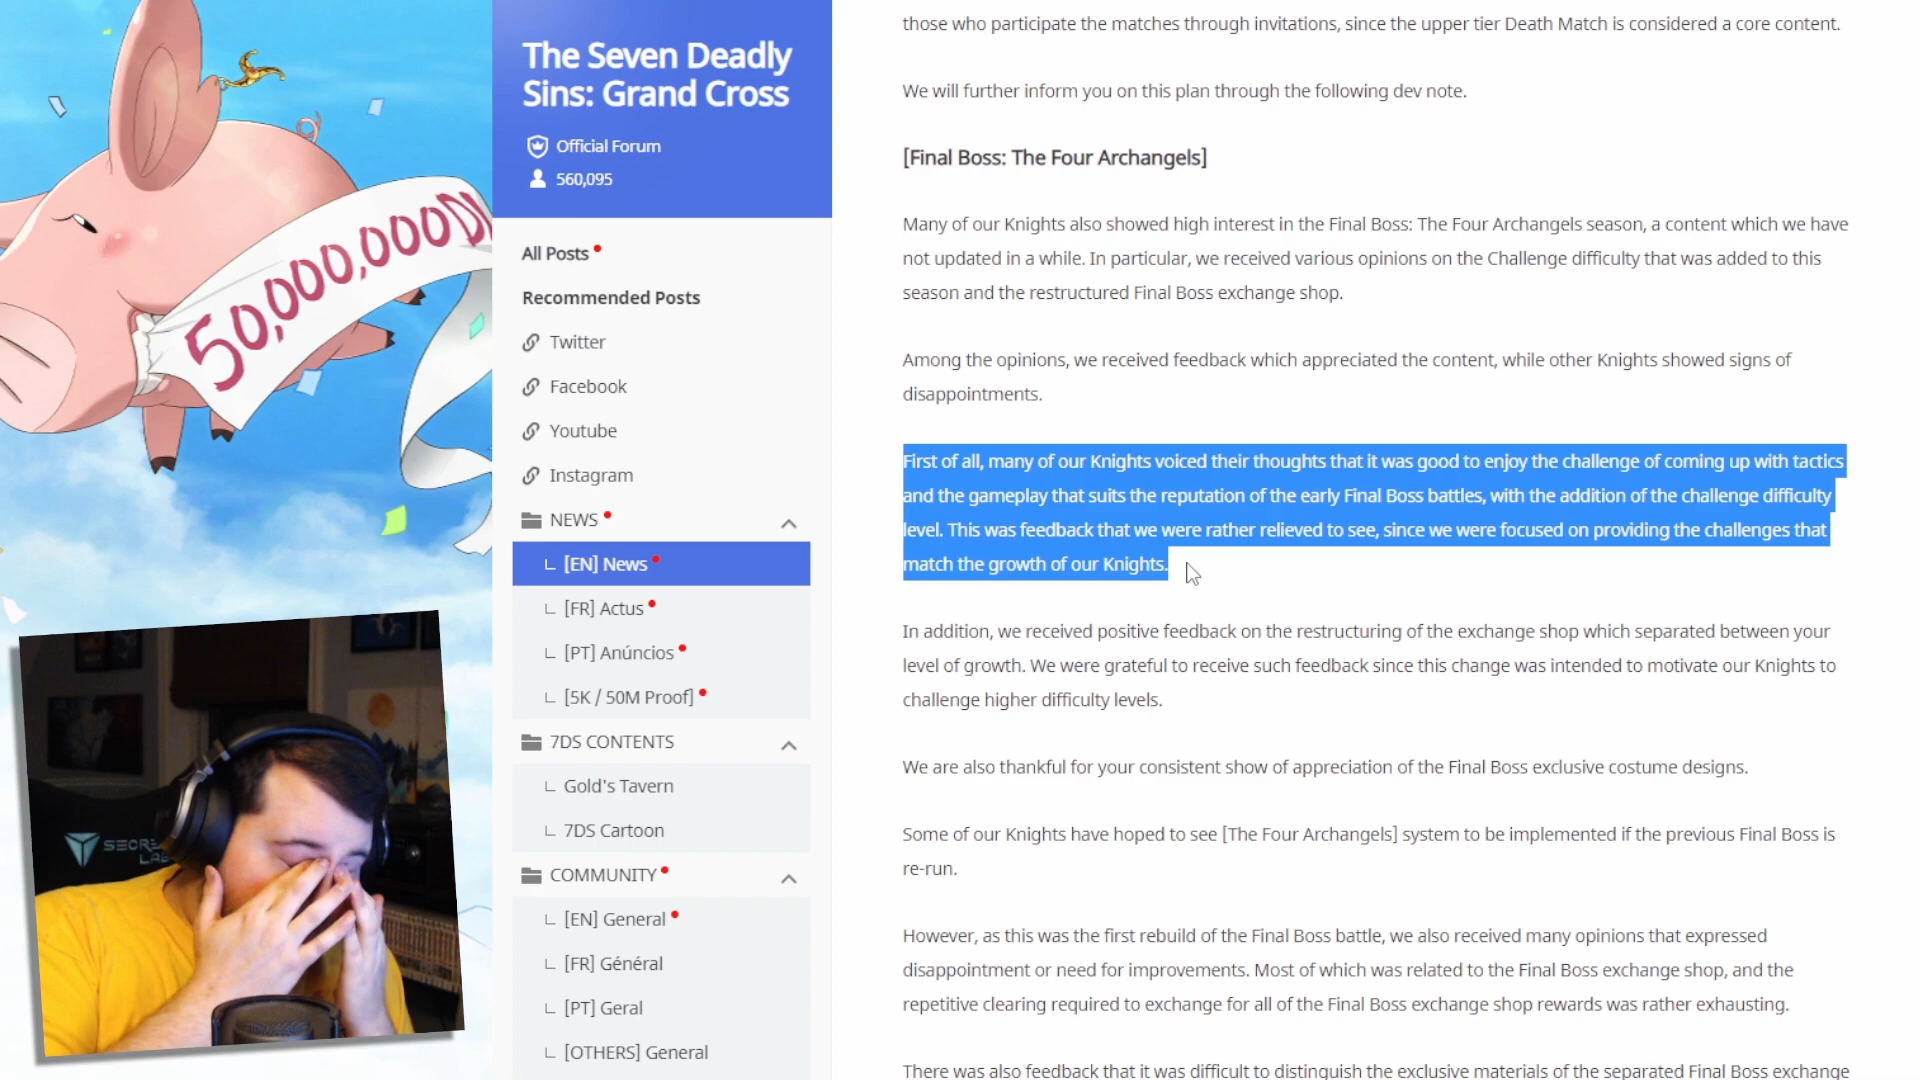 50,000,000
The Seven Deadly
Sins: Grand Cross
Official Forum
560,095
All Posts
Recommended Posts
Twitter
Facebook
Youtube
Instagram
NEWS
[EN] News
[FR] Actus
[PT] Anúncios
[5K / 50M Proof]
7DS CONTENTS
Gold's Tavern
7DS Cartoon
COMMUNITY
[EN] General
[FR] Général
[PT] Geral
[OTHERS] General
those who participate the matches through invitations, since the upper tier Death Match is considered a core content.
We will further inform you on this plan through the following dev note.
[Final Boss: The Four Archangels]
Many of our Knights also showed high interest in the Final Boss: The Four Archangels season, a content which we have
not updated in a while. In particular, we received various opinions on the Challenge difficulty that was added to this
season and the restructured Final Boss exchange shop.
Among the opinions, we received feedback which appreciated the content, while other Knights showed signs of
disappointments.
First of all, many of our Knights voiced their thoughts that it was good to enjoy the challenge of coming up with tactics
and the gameplay that suits the reputation of the early Final Boss battles, with the addition of the challenge difficulty
level. This was feedback that we were rather relieved to see, since we were focused on providing the challenges that
match the growth of our Knights.
In addition, we received positive feedback on the restructuring of the exchange shop which separated between your
level of growth. We were grateful to receive such feedback since this change was intended to motivate our Knights to
challenge higher difficulty levels.
We are also thankful for your consistent show of appreciation of the Final Boss exclusive costume designs.
Some of our Knights have hoped to see [The Four Archangels] system to be implemented if the previous Final Boss is
re-run.
However, as this was the first rebuild of the Final Boss battle, we also received many opinions that expressed
disappointment or need for improvements. Most of which was related to the Final Boss exchange shop, and the
repetitive clearing required to exchange for all of the Final Boss exchange shop rewards was rather exhausting.
There was also feedback that it was difficult to distinguish the exclusive materials of the separated Final Boss exchange